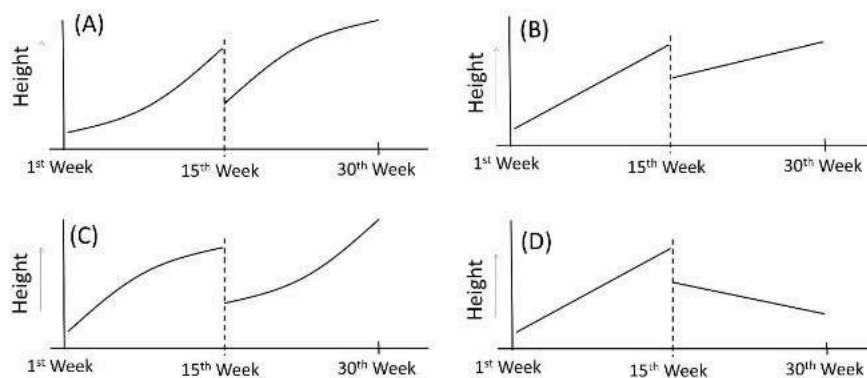 (A)
Height
1st Week
15th Week
30th Week
(B)
Height
1st Week
15th Week
30th Week
(C)
Height
1st Week
15th Week
30th Week
(D)
Height
1st Week
15th Week
30th Week